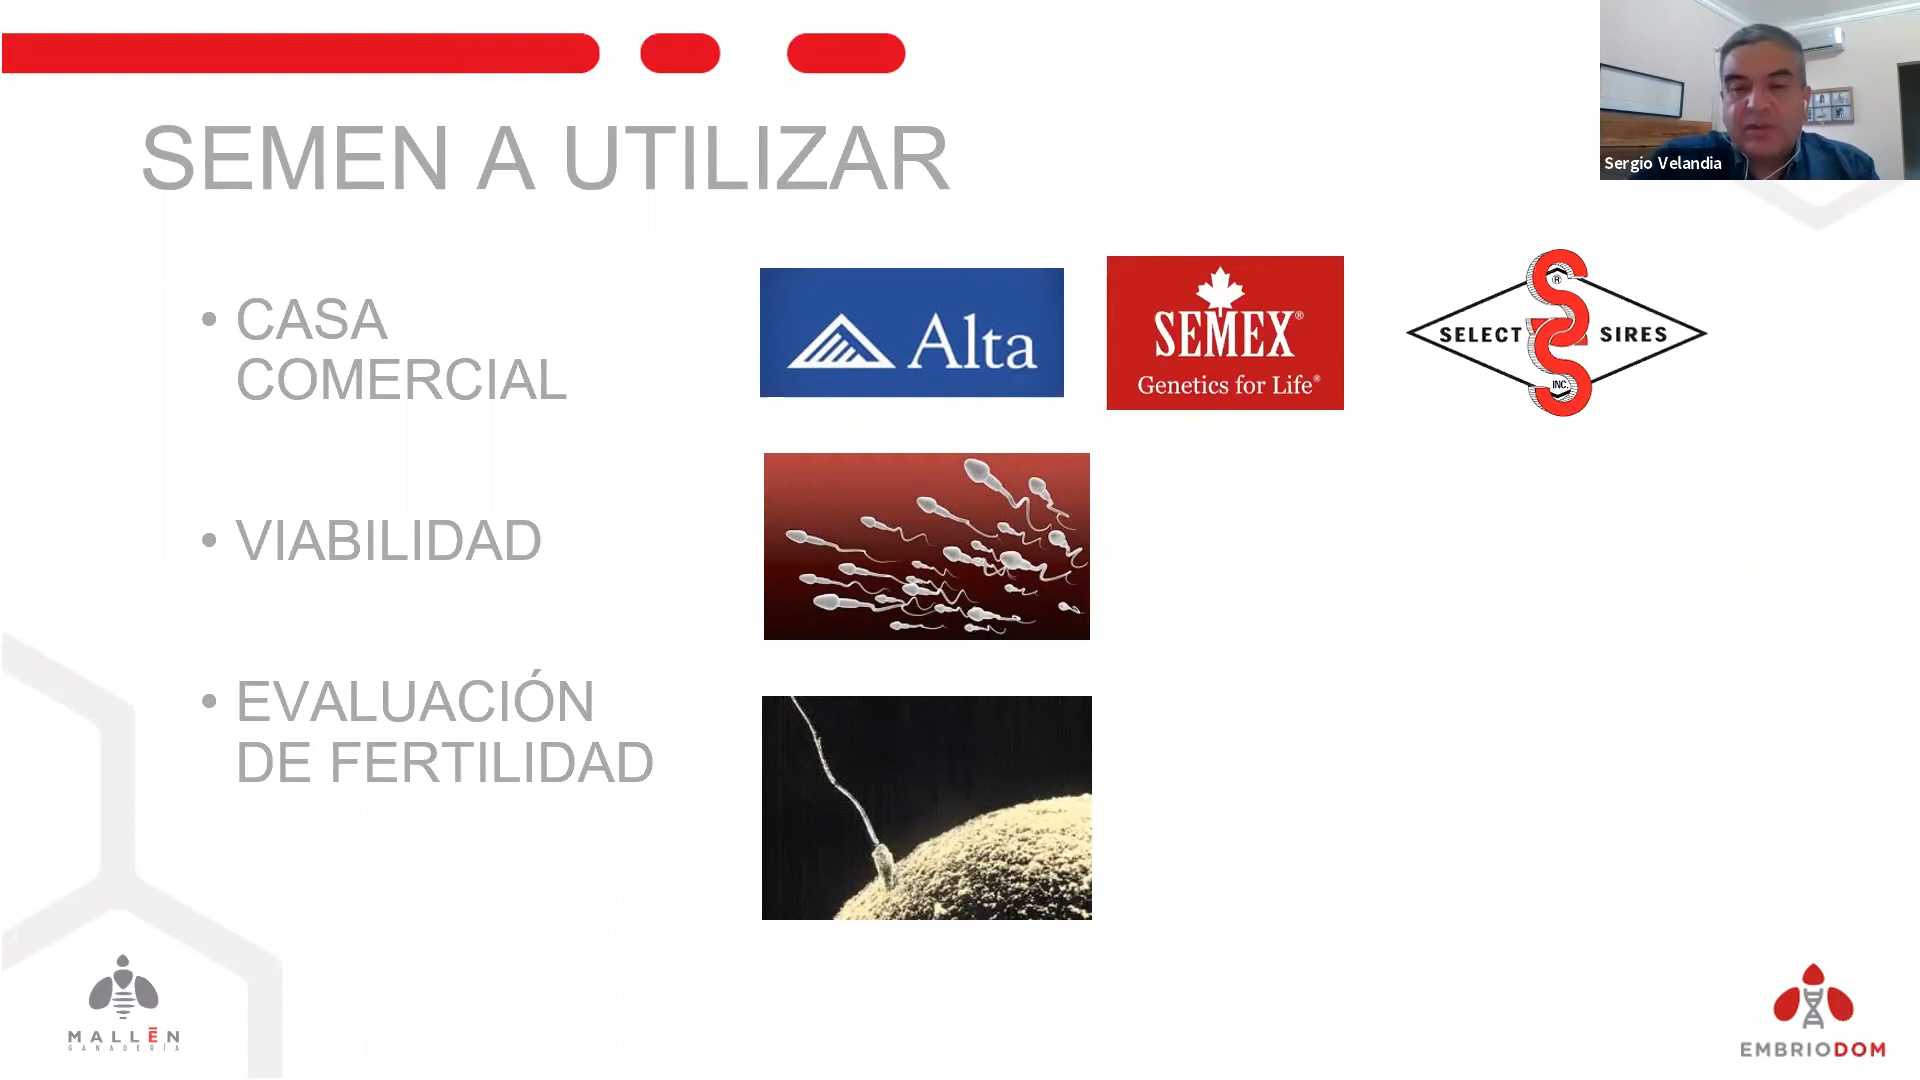 SEMEN A UTILIZAR
Sergio Velandia
• CASA
COMERCIAL
Alta
SEMEX®
Genetics for Life®
®
SELECT SIRES
INC.
• VIABILIDAD
• EVALUACIÓN
DE FERTILIDAD
MALLĒN
GANADERÍA
EMBRIODOM